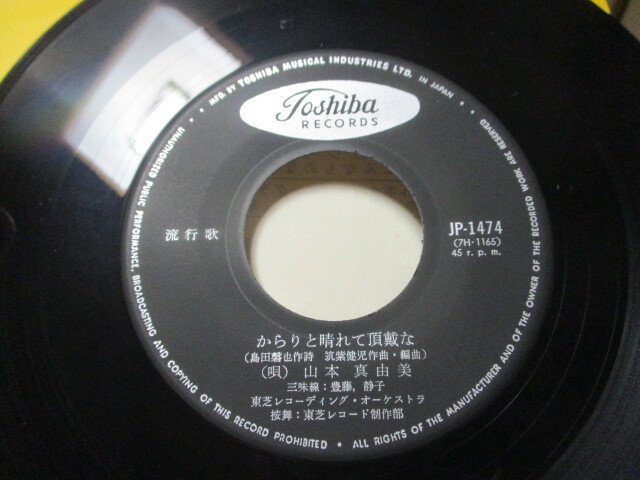 MFD. BY TOSHIBA MUSICAL INDUSTRIES LTD. IN JAPAN
Toshiba
RECORDS
流行歌
JP-1474
(7H-1165)
45 r. p. m.
からりと晴れて頂戴な
(島田磬也作詩 筑紫健児作曲・編曲)
(唄) 山本真由美
三味線:豊藤,静子
東芝レコーディング・オーケストラ
按舞:東芝レコード制作部
UNAUTHORIZED PUBLIC PERFORMANCE, BROADCASTING AND COPYING OF THIS RECORD PROHIBITED • ALL RIGHTS OF THE MANUFACTURER AND OF THE OWNER OF THE RECORDED WORK ARE RESERVED